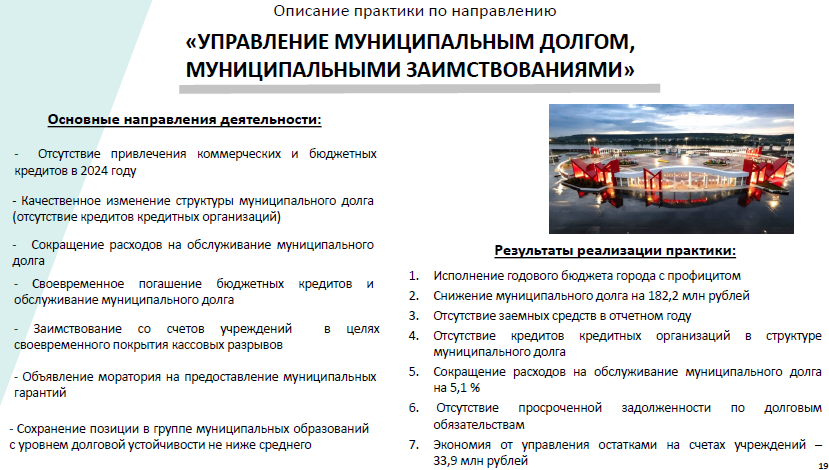 Описание практики по направлению
«УПРАВЛЕНИЕ МУНИЦИПАЛЬНЫМ ДОЛГОМ,
МУНИЦИПАЛЬНЫМИ ЗАИМСТВОВАНИЯМИ»
Основные направления деятельности:
- Отсутствие привлечения коммерческих и бюджетных
кредитов в 2024 году
- Качественное изменение структуры муниципального долга
(отсутствие кредитов кредитных организаций)
- Сокращение расходов на обслуживание муниципального
долга
- Своевременное погашение бюджетных кредитов и
обслуживание муниципального долга
- Заимствование со счетов учреждений в целях
своевременного покрытия кассовых разрывов
- Объявление моратория на предоставление муниципальных
гарантий
- Сохранение позиции в группе муниципальных образований
с уровнем долговой устойчивости не ниже среднего
Результаты реализации практики:
1. Исполнение годового бюджета города с профицитом
2. Снижение муниципального долга на 182,2 млн рублей
3. Отсутствие заемных средств в отчетном году
4. Отсутствие кредитов кредитных организаций в структуре
муниципального долга
5. Сокращение расходов на обслуживание муниципального долга
на 5,1 %
6. Отсутствие просроченной задолженности по долговым
обязательствам
7. Экономия от управления остатками на счетах учреждений –
33,9 млн рублей
19